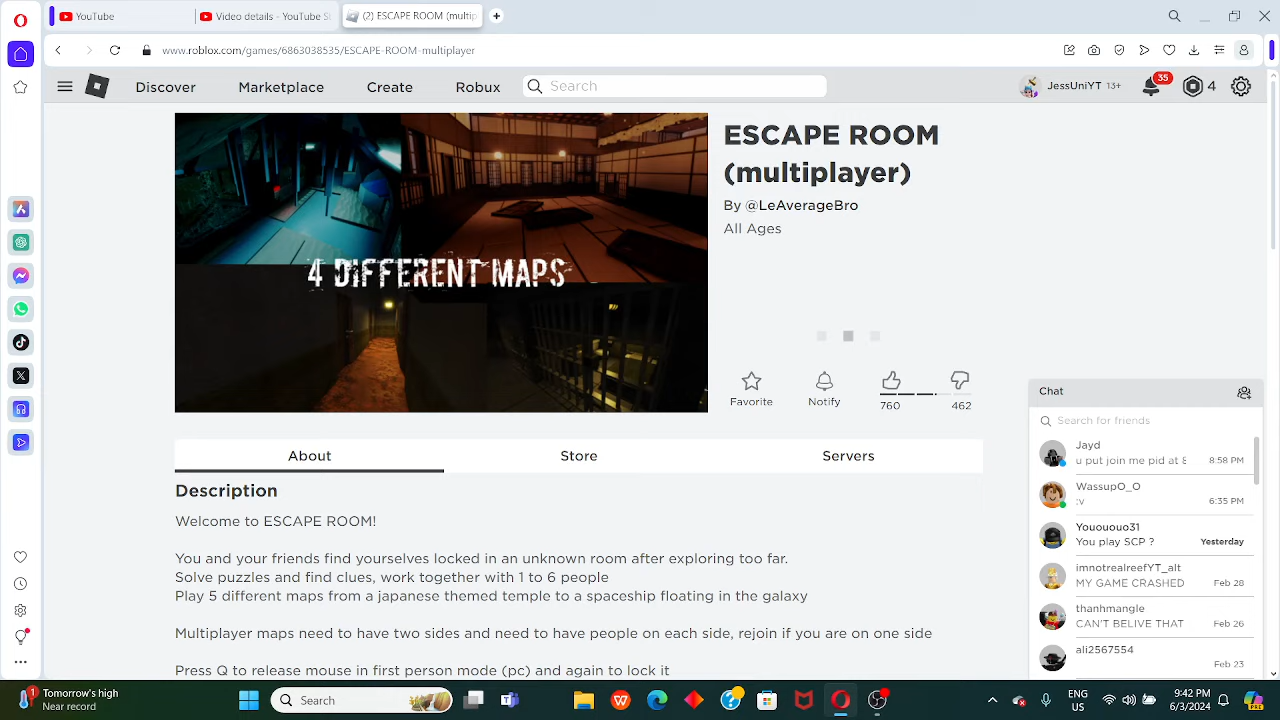 YouTube
Video details - YouTube S
(2) ESCAPE ROOM (multip
www.roblox.com/games/6863038535/ESCAPE-ROOM-multiplayer
Discover
Marketplace
Create
Robux
Search
JessUniYT 13+
35
4
4 DIFFERENT MAPS
ESCAPE ROOM
(multiplayer)
By @LeAverageBro
All Ages
Favorite
Notify
760
462
About
Store
Servers
Description
Welcome to ESCAPE ROOM!
You and your friends find yourselves locked in an unknown room after exploring too far.
Solve puzzles and find clues, work together with 1 to 6 people
Play 5 different maps from a japanese themed temple to a spaceship floating in the galaxy
Multiplayer maps need to have two sides and need to have people on each side, rejoin if you are on one side
Press Q to release mouse in first person mode (pc) and again to lock it
Chat
Search for friends
Jayd
u put join me pid at 8
8:58 PM
WassupO_O
:v
6:35 PM
Yououuo31
You play SCP ?
Yesterday
imnotrealreefYT_alt
MY GAME CRASHED
Feb 28
thanhmangle
CAN'T BELIVE THAT
Feb 26
ali2567554
Feb 23
1
Tomorrow's high
Near record
Search
ENG
US
9:42 PM
6/3/2024